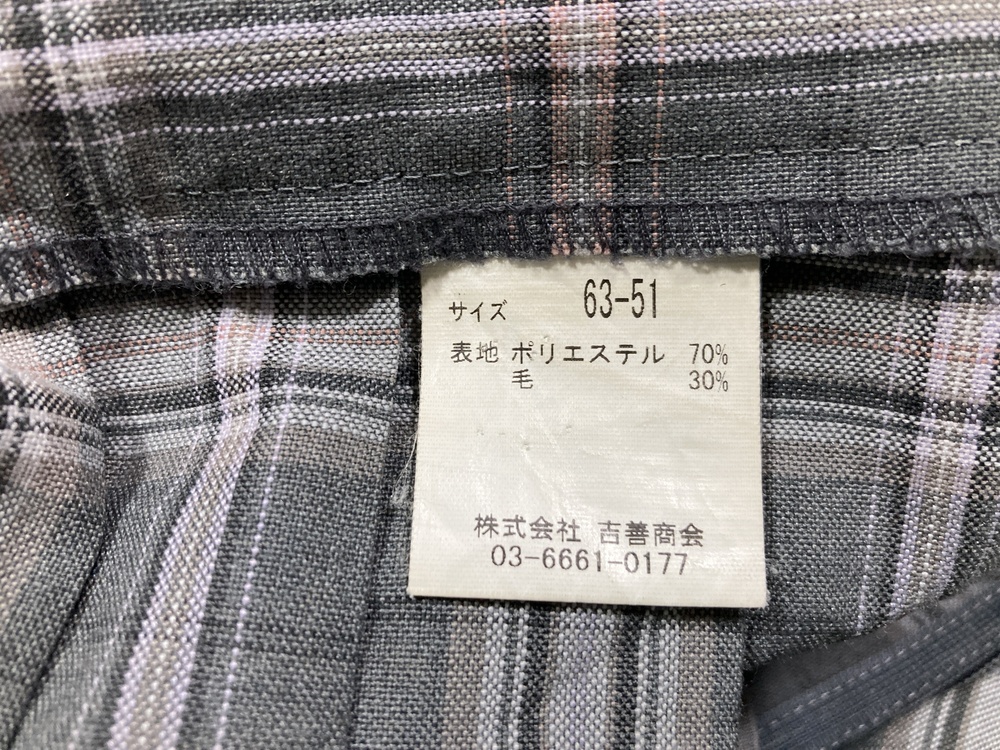 サイズ 63-51
表地 ポリエステル 70%
毛 30%
株式会社 吉善商会
03-6661-0177